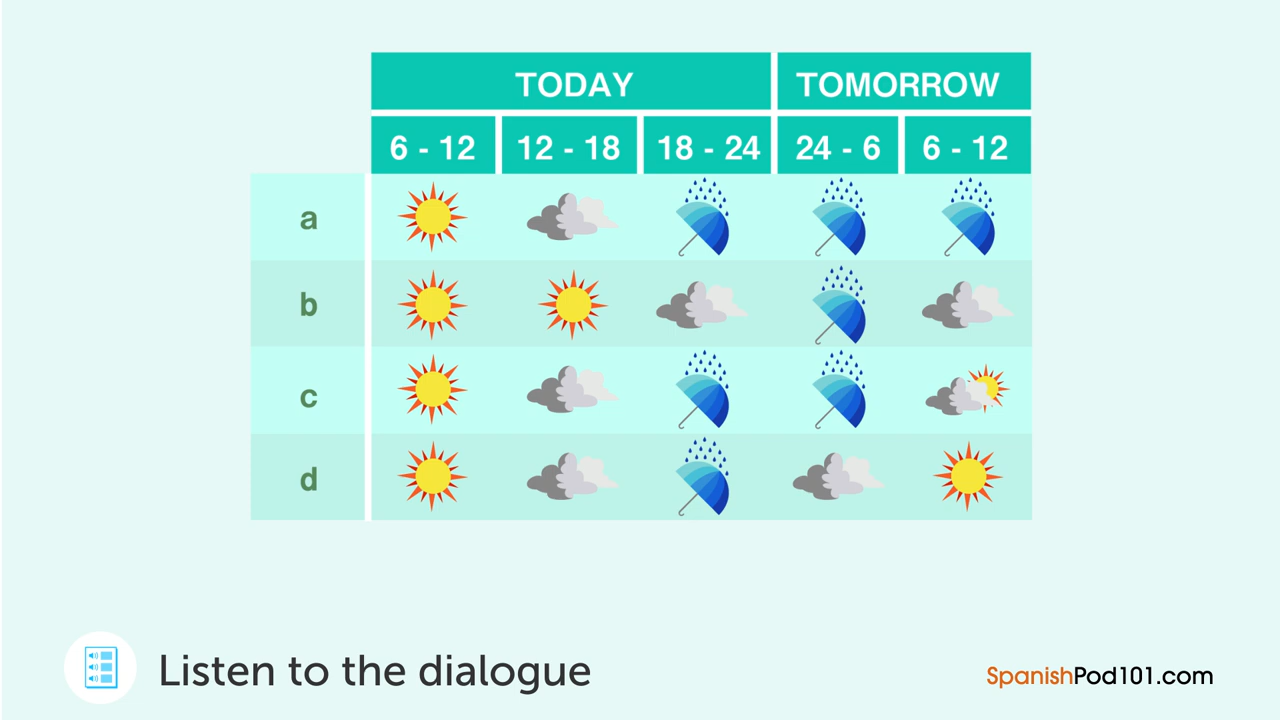 TODAY TOMORROW
6 - 12 12 - 18 18 - 24 24 - 6 6 - 12
a
b
c
d
Listen to the dialogue
SpanishPod101.com